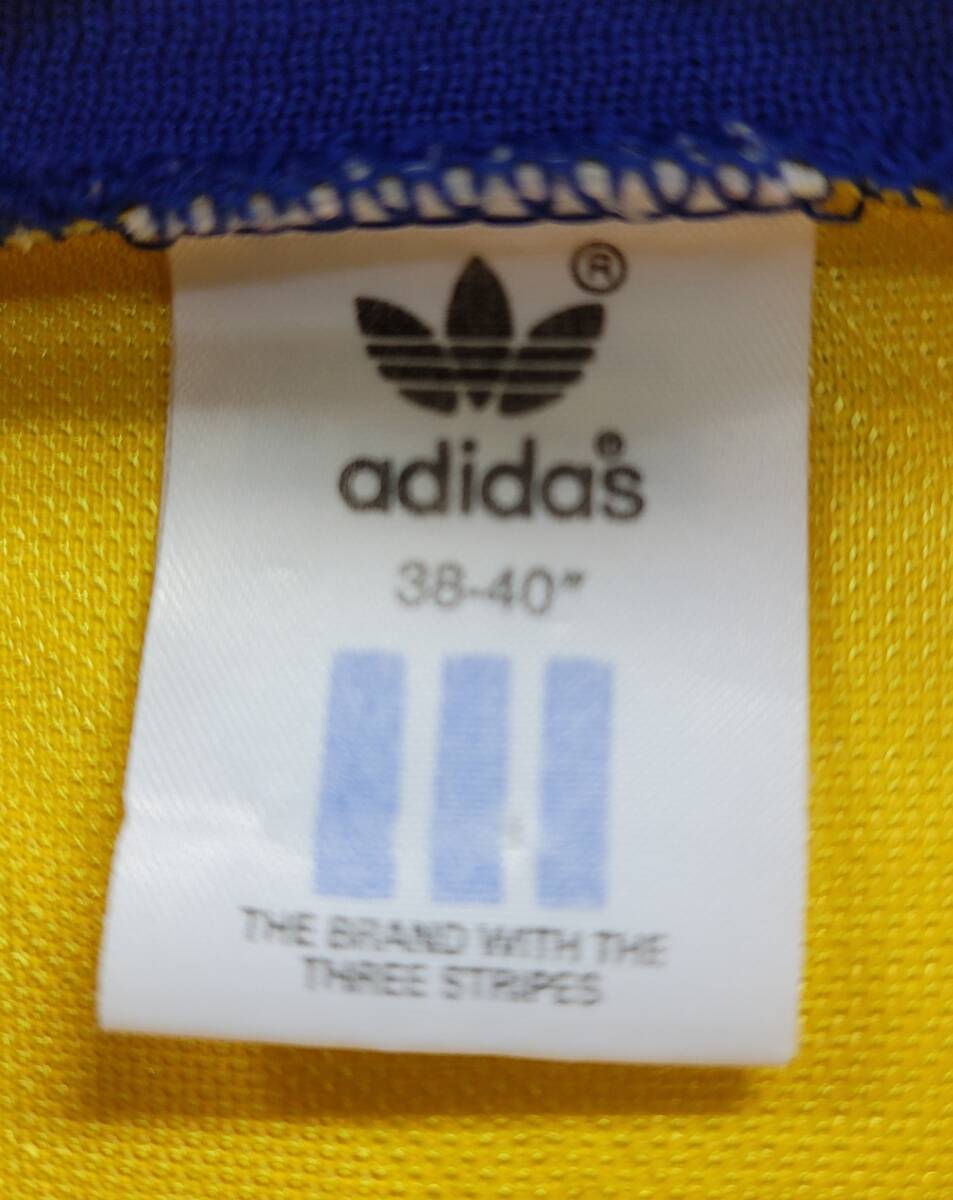 ®
adidas®
38-40"
THE BRAND WITH THE
THREE STRIPES